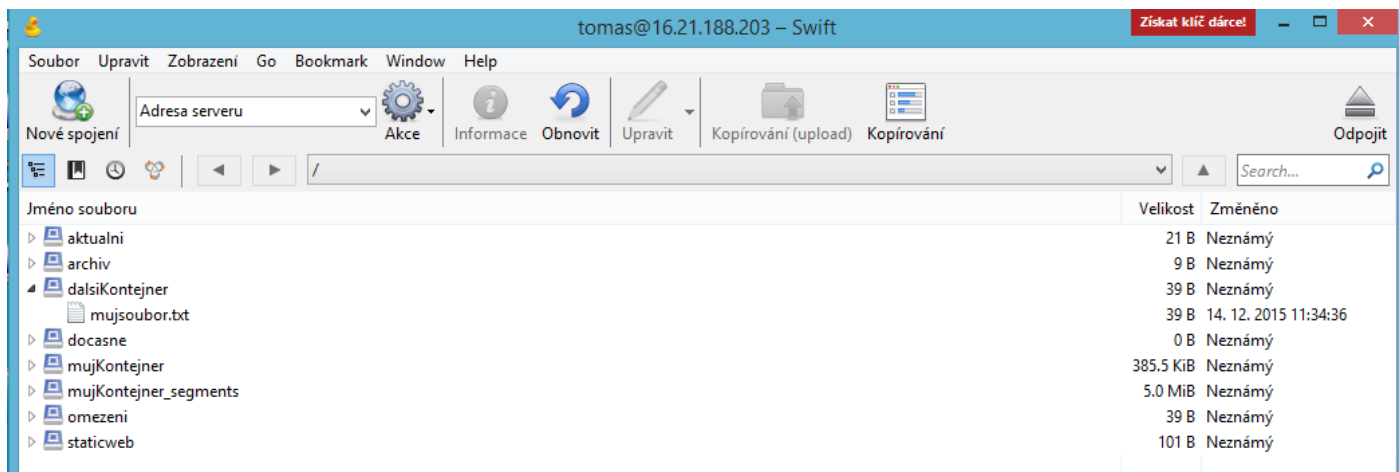 tomas@16.21.188.203 – Swift
Získat klíč dárce!
Soubor Upravit Zobrazení Go Bookmark Window Help
Nové spojení
Adresa serveru
Akce
Informace
Obnovit
Upravit
Kopírování (upload)
Kopírování
Odpojit
/
Search...
Jméno souboru Velikost Změněno
aktualni 21 B Neznámý
archiv 9 B Neznámý
dalsiKontejner 39 B Neznámý
mujsoubor.txt 39 B 14. 12. 2015 11:34:36
docasne 0 B Neznámý
mujKontejner 385.5 KiB Neznámý
mujKontejner_segments 5.0 MiB Neznámý
omezeni 39 B Neznámý
staticweb 101 B Neznámý